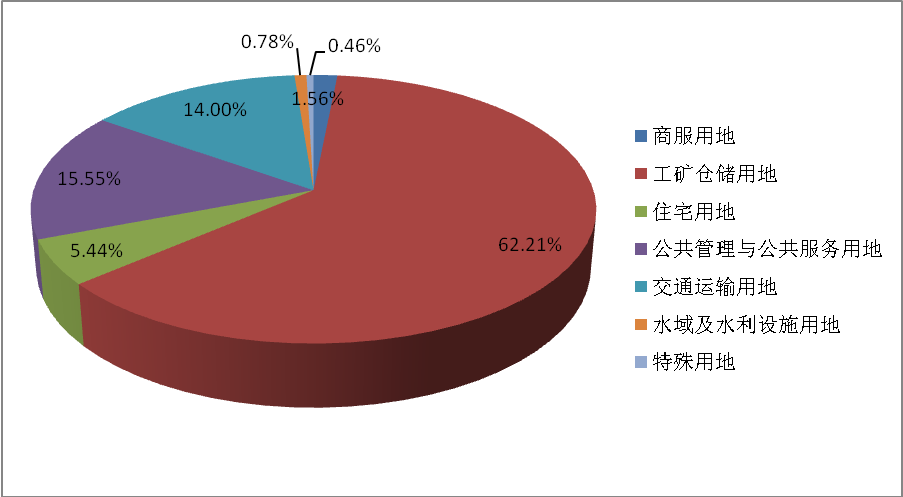 0.78%
0.46%
1.56%
14.00%
15.55%
5.44%
62.21%
商服用地
工矿仓储用地
住宅用地
公共管理与公共服务用地
交通运输用地
水域及水利设施用地
特殊用地